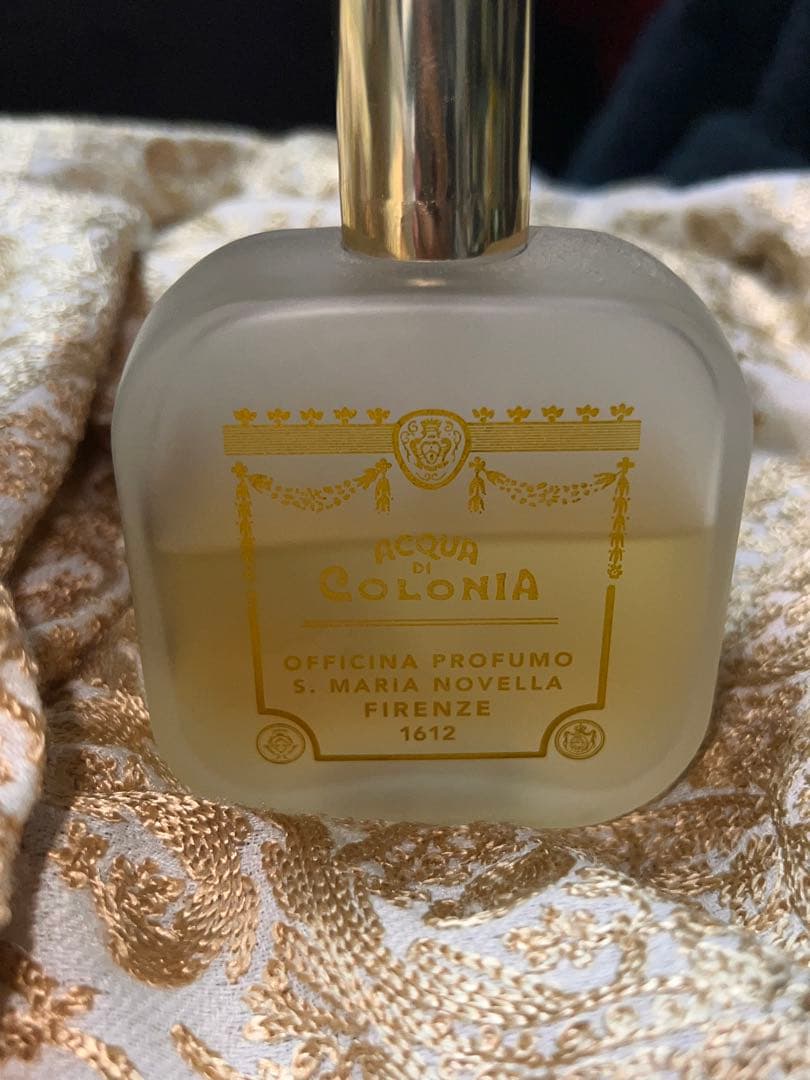 ACQUA
DI
COLONIA
OFFICINA PROFUMO
S. MARIA NOVELLA
FIRENZE
1612